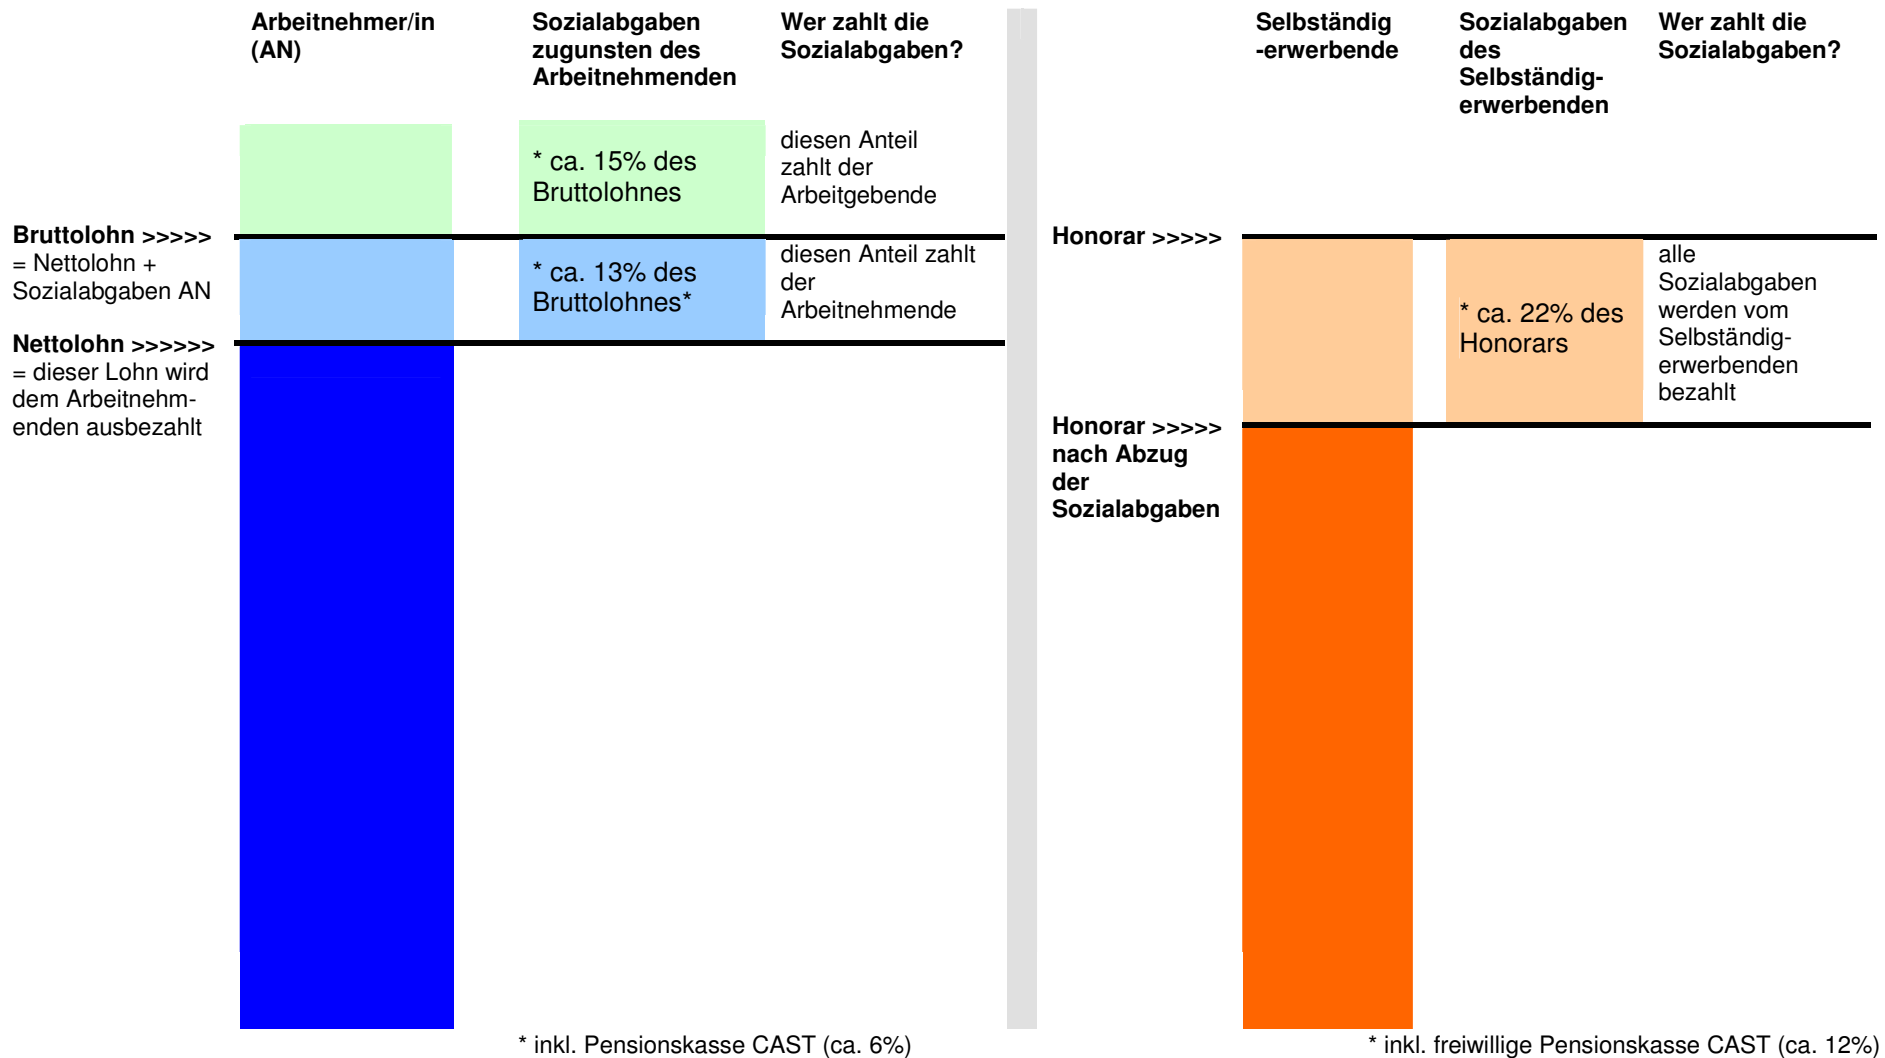 Arbeitnehmer/in
(AN)
Sozialabgaben
zugunsten des
Arbeitnehmenden
Wer zahlt die
Sozialabgaben?
* ca. 15% des
Bruttolohnes
diesen Anteil
zahlt der
Arbeitgebende
Bruttolohn >>>>>
= Nettolohn +
Sozialabgaben AN
* ca. 13% des
Bruttolohnes*
diesen Anteil zahlt
der
Arbeitnehmende
Nettolohn >>>>>>
= dieser Lohn wird
dem Arbeitnehm-
enden ausbezahlt
* inkl. Pensionskasse CAST (ca. 6%)
Selbständig
-erwerbende
Sozialabgaben
des
Selbständig-
erwerbenden
Wer zahlt die
Sozialabgaben?
Honorar >>>>>
* ca. 22% des
Honorars
alle
Sozialabgaben
werden vom
Selbständig-
erwerbenden
bezahlt
Honorar >>>>>
nach Abzug
der
Sozialabgaben
* inkl. freiwillige Pensionskasse CAST (ca. 12%)